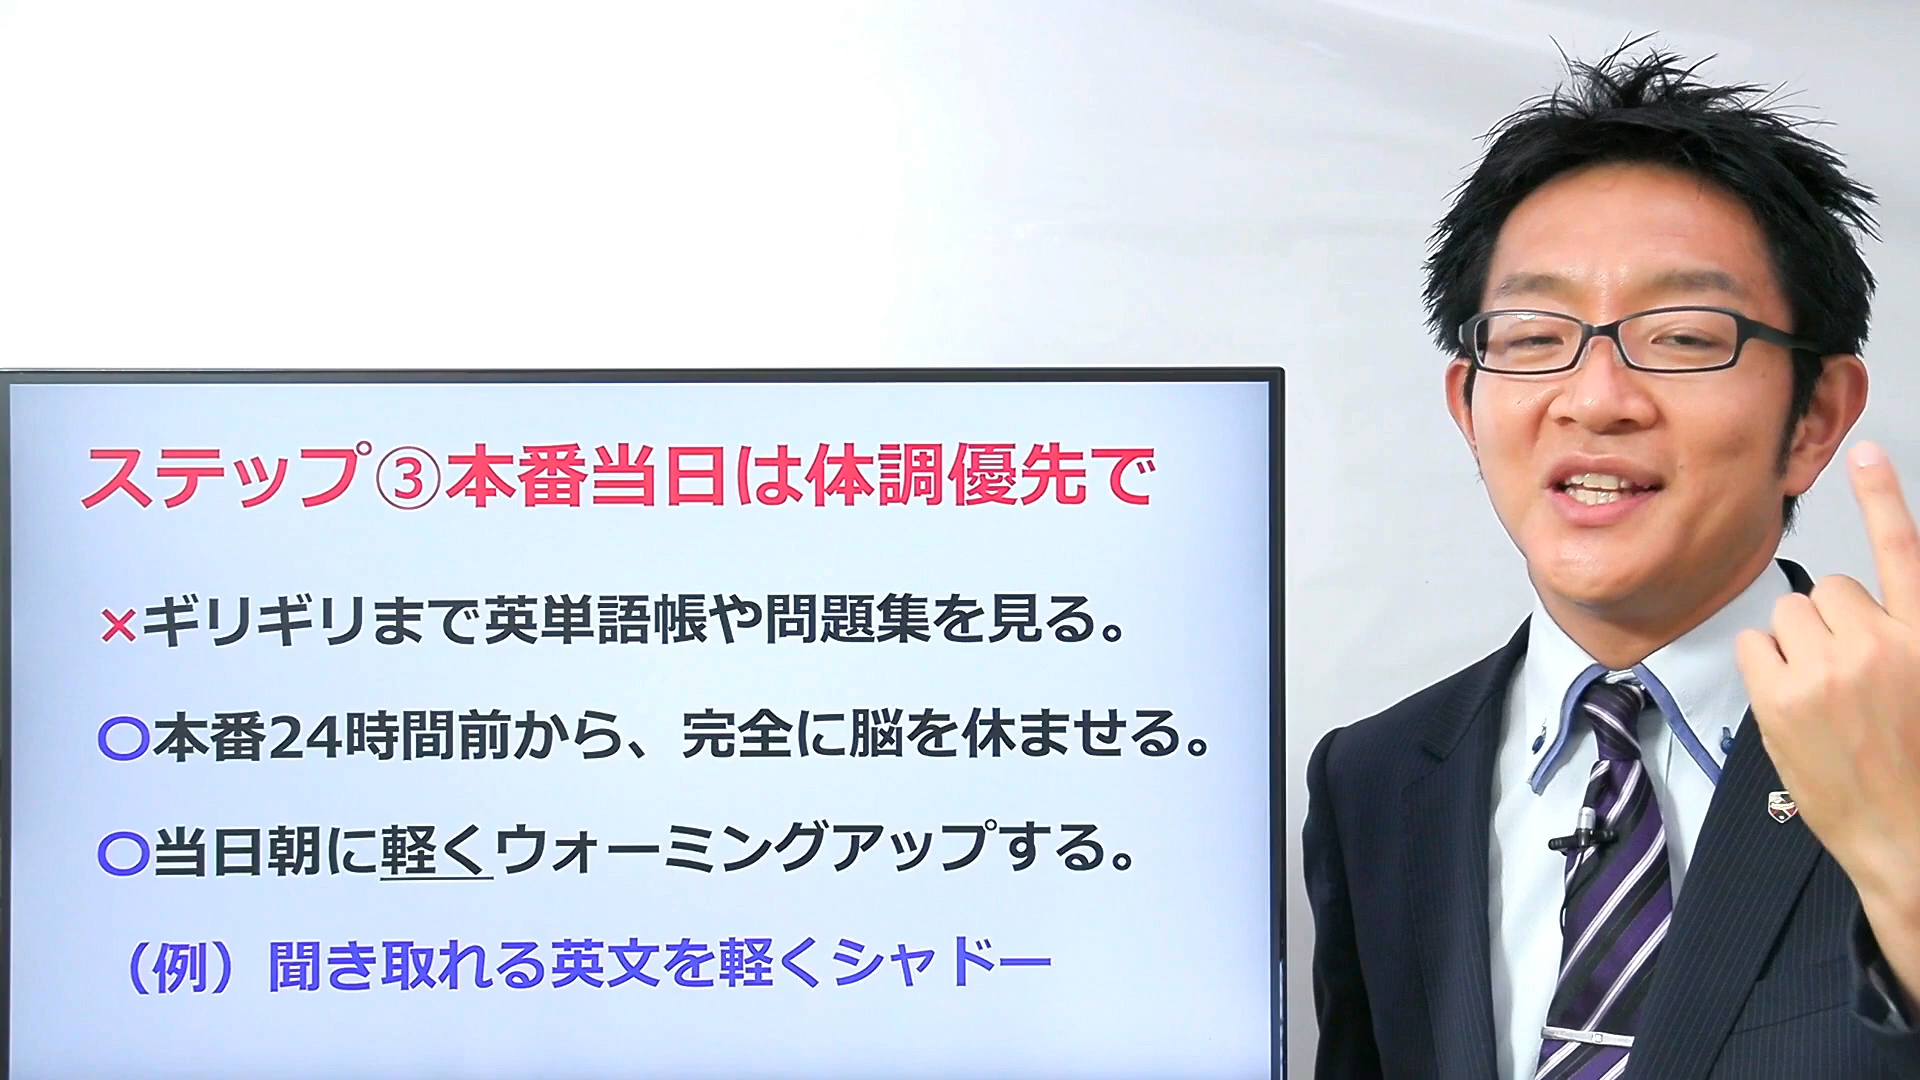 ステップ③本番当日は体調優先で
×ギリギリまで英単語帳や問題集を見る。
〇本番24時間前から、完全に脳を休ませる。
〇当日朝に軽くウォーミングアップする。
（例）聞き取れる英文を軽くシャドー